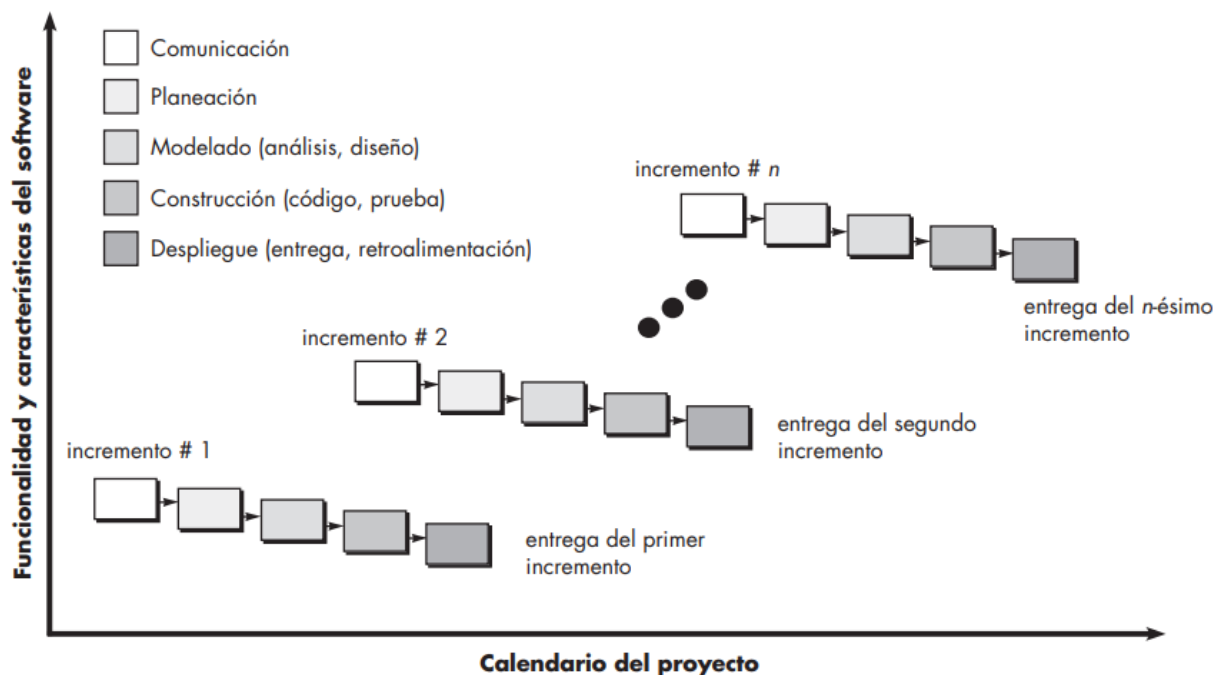 Funcionalidad y características del software
Comunicación
Planeación
Modelado (análisis, diseño)
Construcción (código, prueba)
Despliegue (entrega, retroalimentación)
incremento # n
entrega del n-ésimo
incremento
incremento # 2
entrega del segundo
incremento
incremento # 1
entrega del primer
incremento
Calendario del proyecto